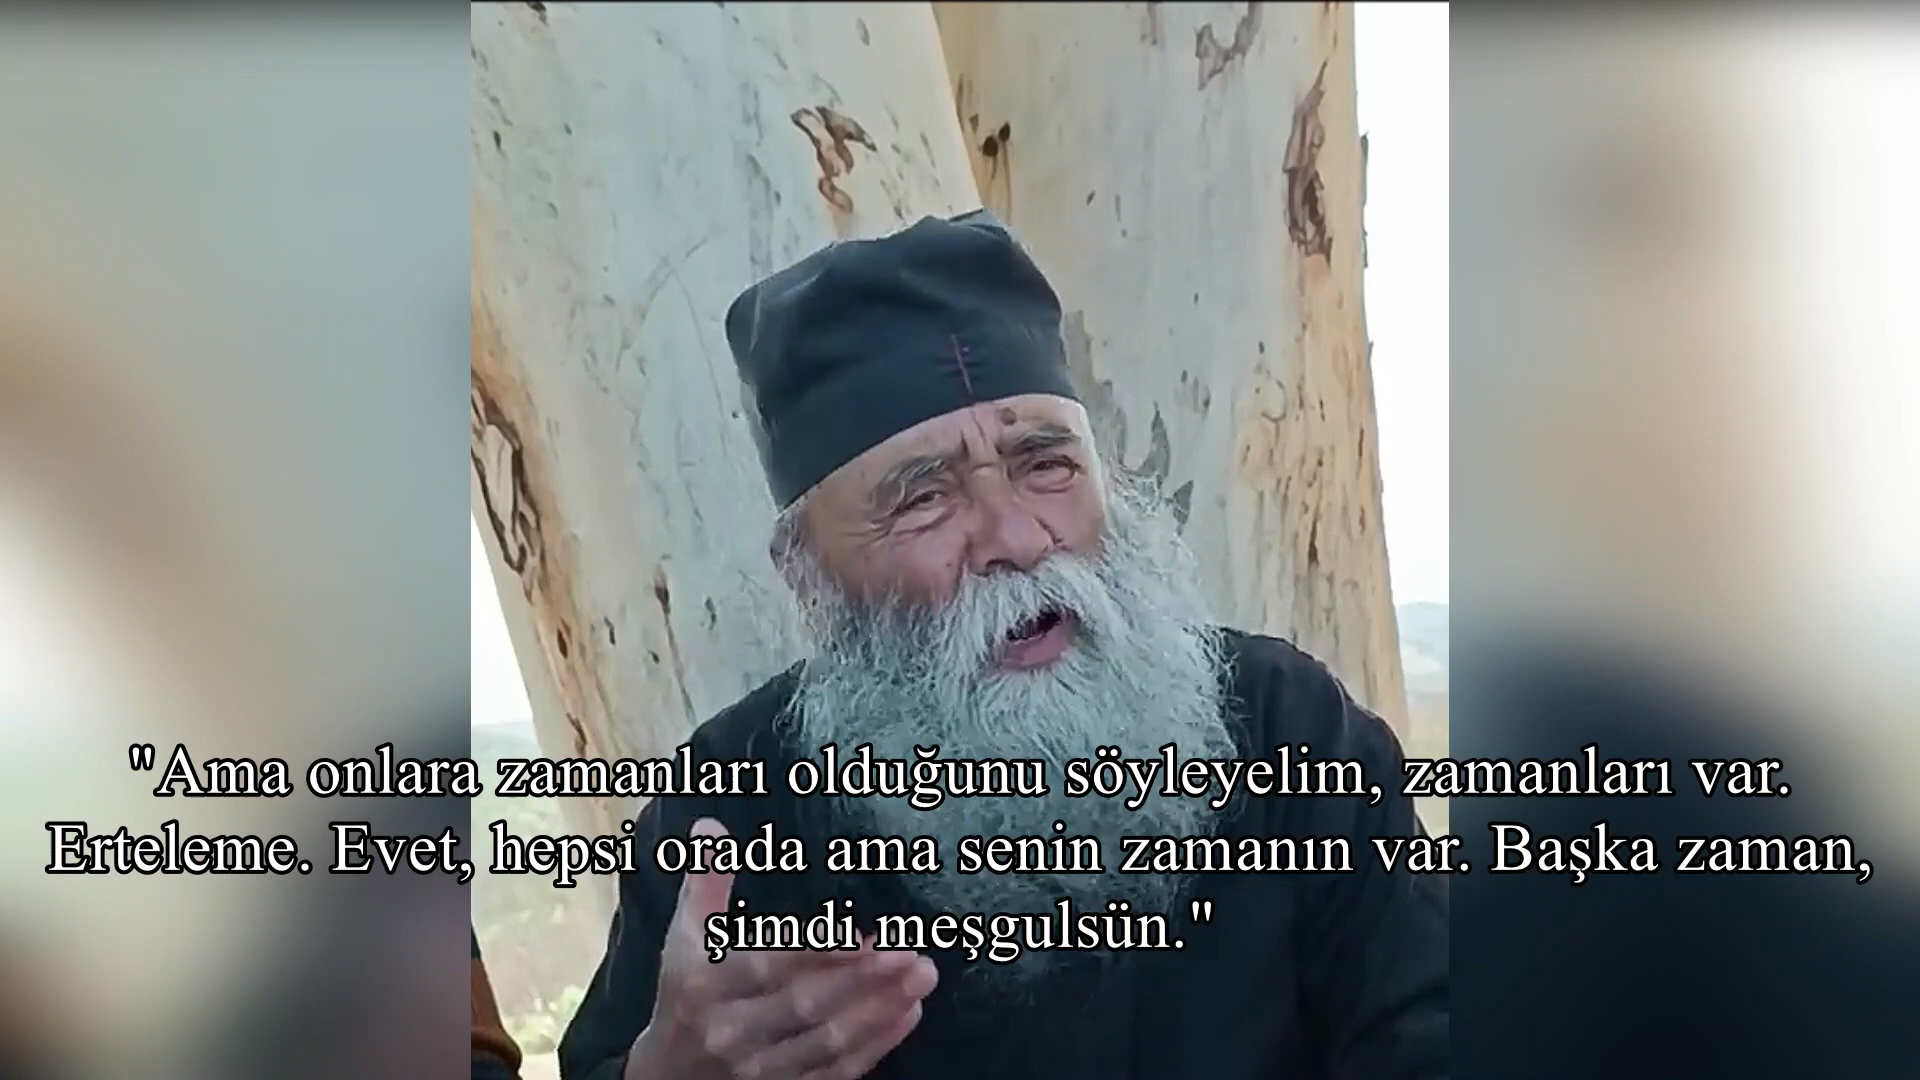 "Ama onlara zamanları olduğunu söyleyelim, zamanları var.
Erteleme. Evet, hepsi orada ama senin zamanın var. Başka zaman,
şimdi meşgulsün."